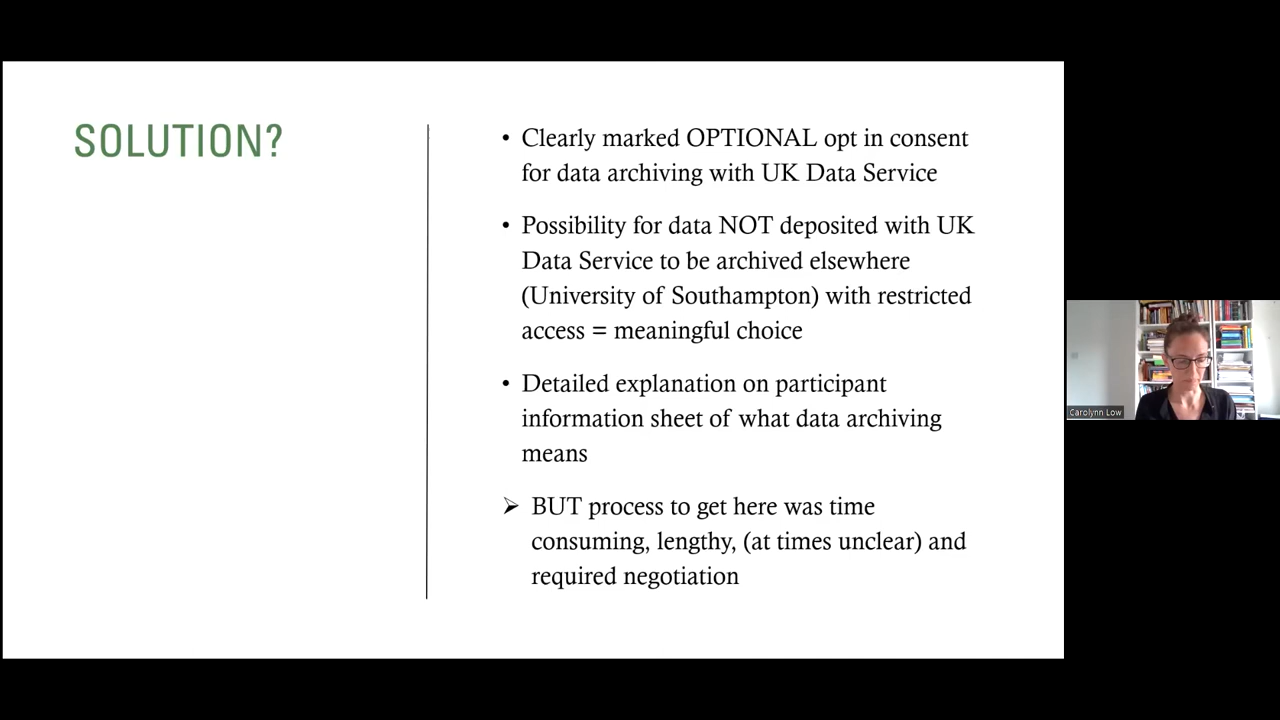 SOLUTION?
• Clearly marked OPTIONAL opt in consent
for data archiving with UK Data Service
• Possibility for data NOT deposited with UK
Data Service to be archived elsewhere
(University of Southampton) with restricted
access = meaningful choice
• Detailed explanation on participant
information sheet of what data archiving
means
➢ BUT process to get here was time
consuming, lengthy, (at times unclear) and
required negotiation
Carolynn Low